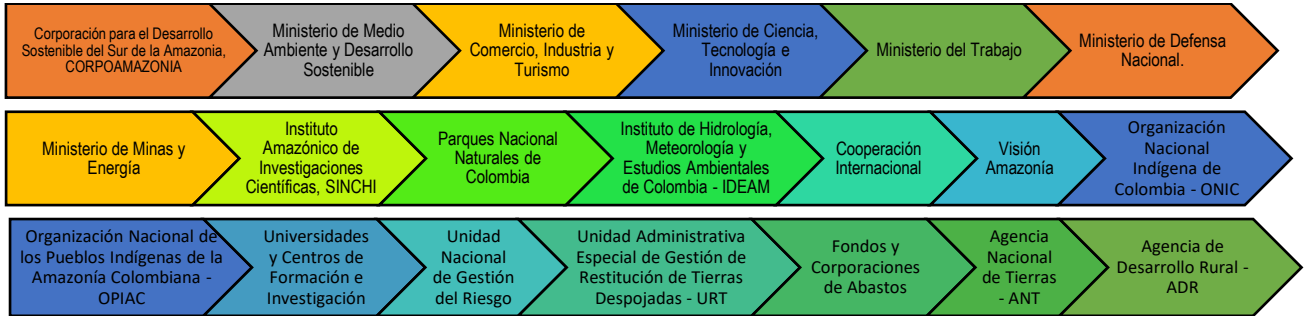 Corporación para el Desarrollo
Sostenible del Sur de la Amazonia,
CORPOAMAZONIA
Ministerio de Medio
Ambiente y Desarrollo
Sostenible
Ministerio de
Comercio, Industria y
Turismo
Ministerio de Ciencia,
Tecnología e
Innovación
Ministerio del Trabajo
Ministerio de Defensa
Nacional.
Ministerio de Minas y
Energía
Instituto
Amazónico de
Investigaciones
Científicas, SINCHI
Parques Nacional
Naturales de
Colombia
Instituto de Hidrología,
Meteorología y
Estudios Ambientales
de Colombia - IDEAM
Cooperación
Internacional
Visión
Amazonía
Organización
Nacional
Indígena de
Colombia - ONIC
Organización Nacional de
los Pueblos Indígenas de la
Amazonía Colombiana -
OPIAC
Universidades
y Centros de
Formación e
Investigación
Unidad
Nacional
de Gestión
del Riesgo
Unidad Administrativa
Especial de Gestión de
Restitución de Tierras
Despojadas - URT
Fondos y
Corporaciones
de Abastos
Agencia
Nacional
de Tierras
- ANT
Agencia de
Desarrollo Rural -
ADR